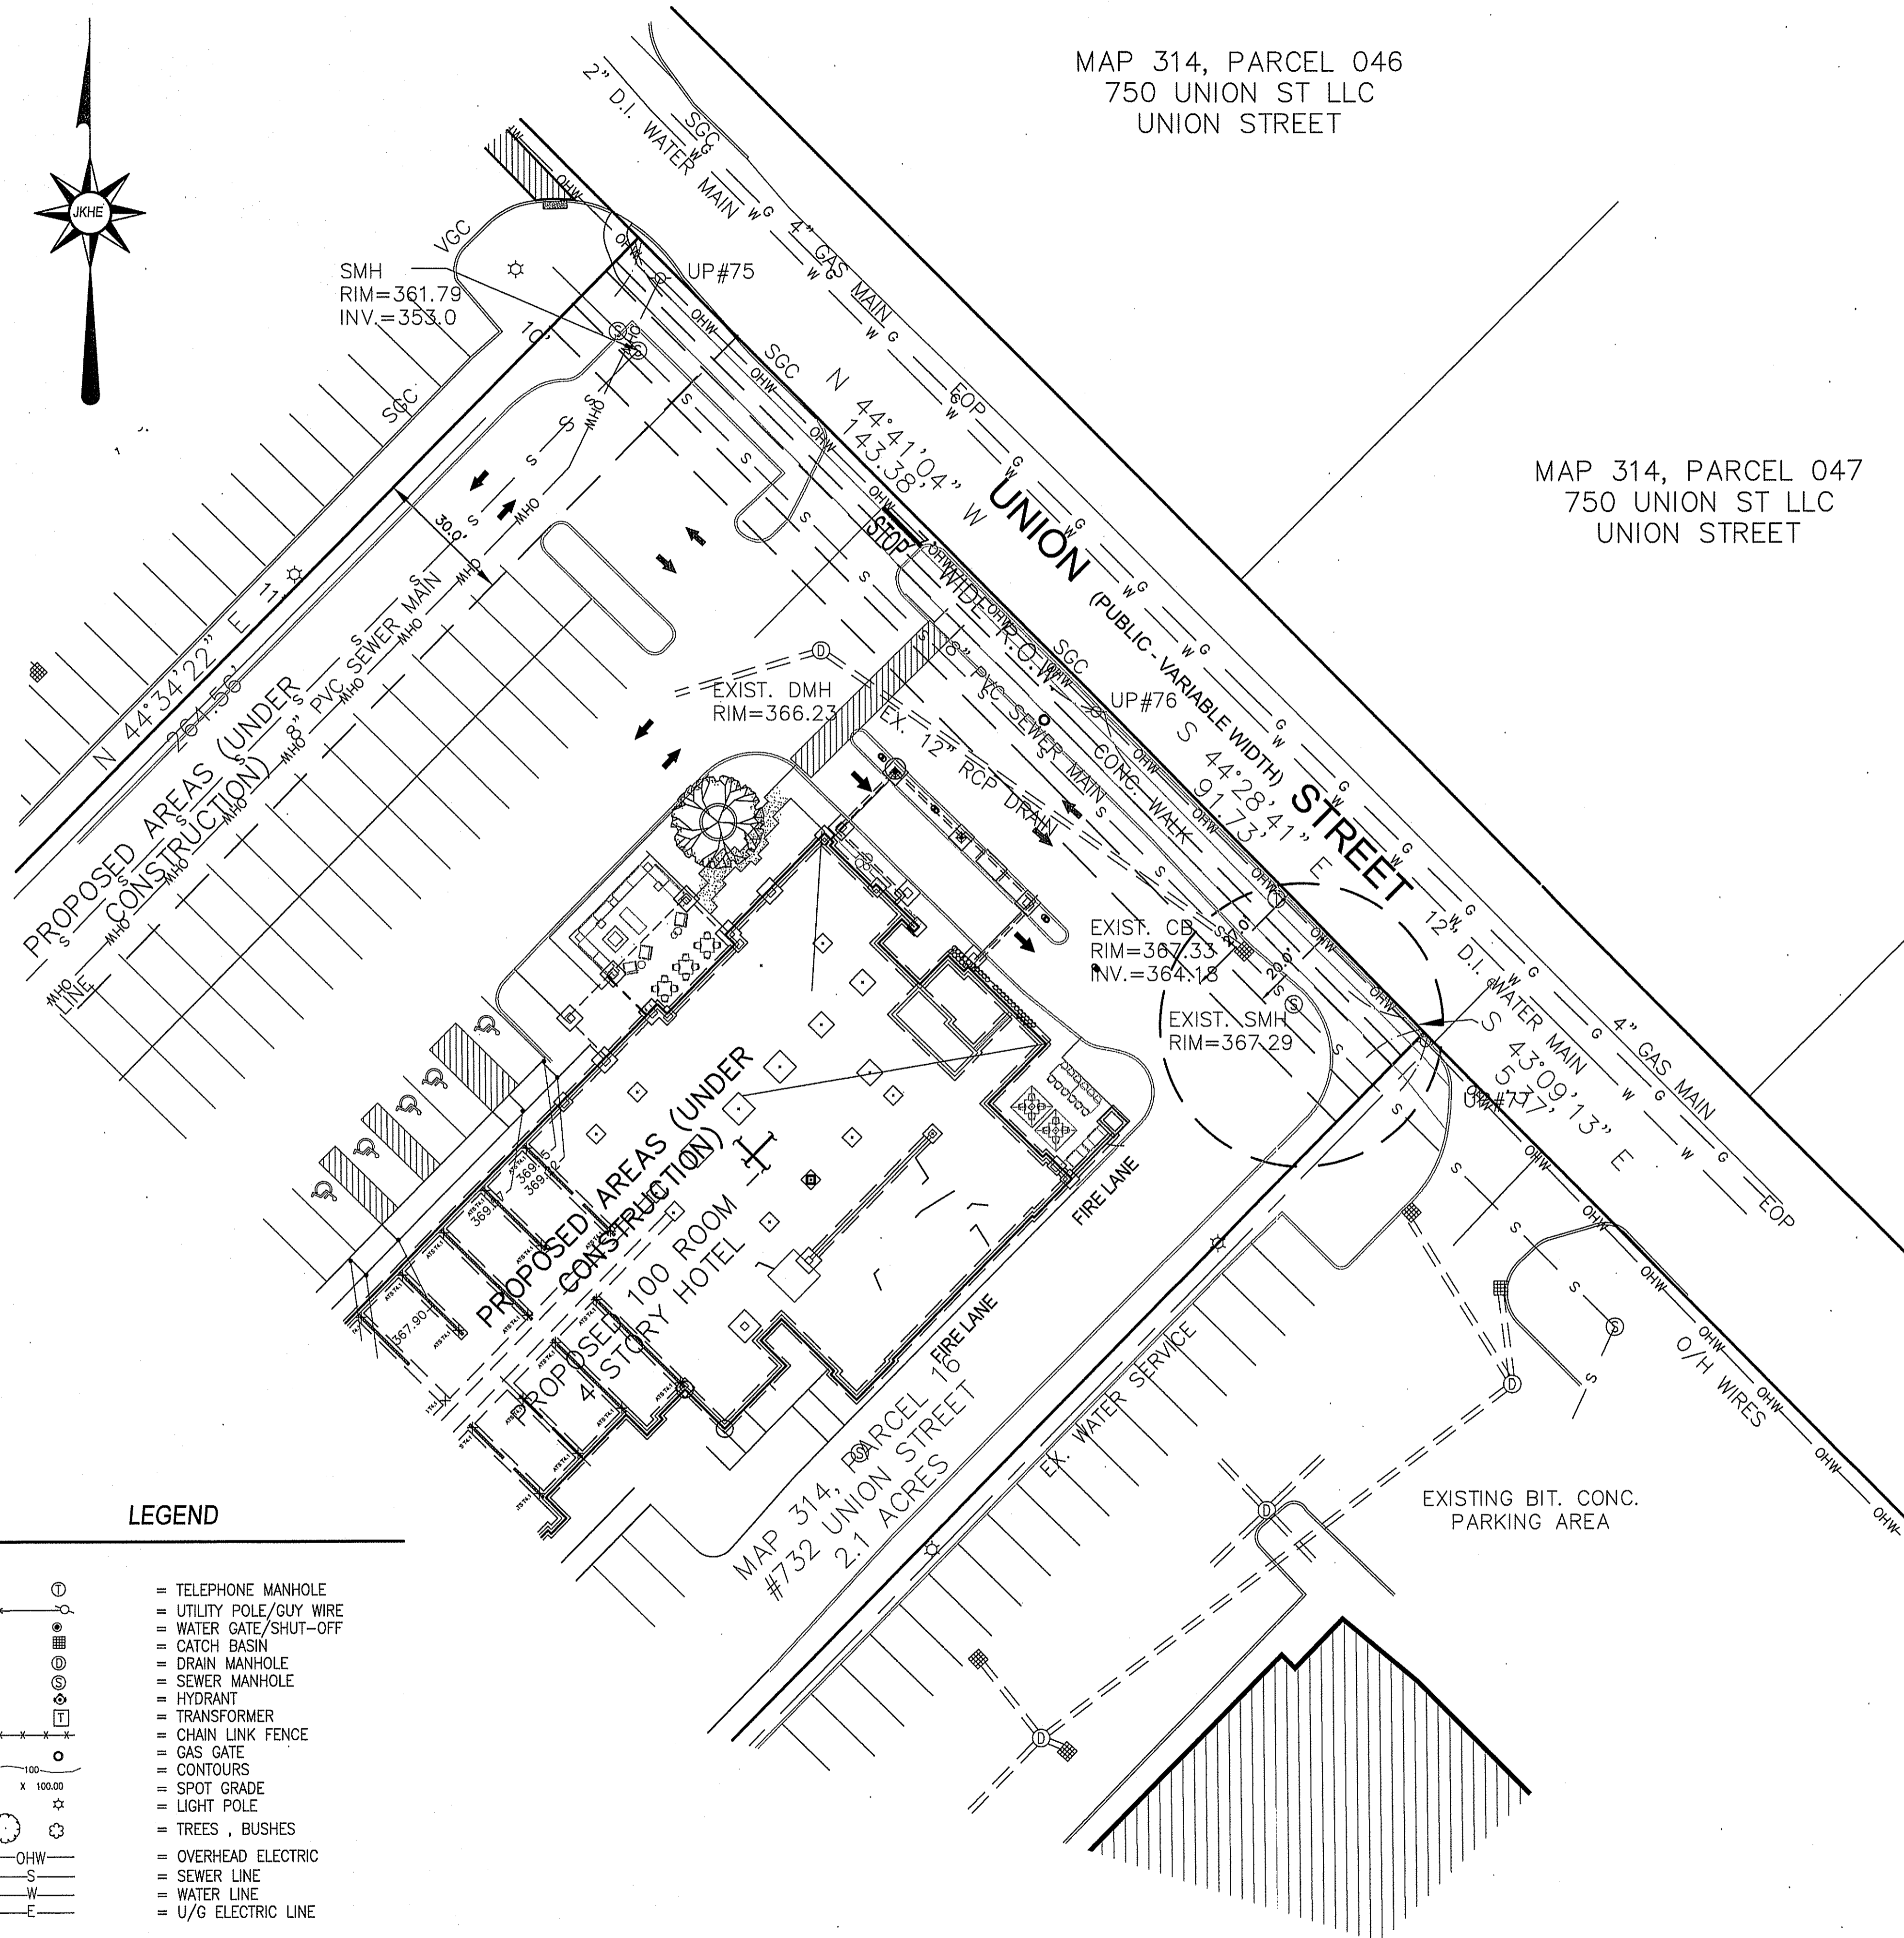 MAP 314, PARCEL 046
750 UNION ST LLC
UNION STREET
JKHE
2" D.I. WATER MAIN
SGC
4" GAS MAIN
VGC
SMH
RIM=361.79
INV.=353.0
UP#75
10'
SGC
SGC
EOP
N 44°41'04" W
143.38'
MAP 314, PARCEL 047
750 UNION ST LLC
UNION STREET
UNION
(PUBLIC - VARIABLE WIDTH)
STREET
STOP
7' WIDE R.O.W.
30.0'
SGC
N 44°34'22" E
264.56'
8" PVC SEWER MAIN
PROPOSED AREAS (UNDER
CONSTRUCTION)
LINE
EXIST. DMH
RIM=366.23
EX. 12" RCP DRAIN
8" PVC SEWER MAIN
CONC. WALK
UP#76
S 44°28'41" E
91.73'
EXIST. CB
RIM=367.33
INV.=364.18
20.0'
EXIST. SMH
RIM=367.29
12" D.I. WATER MAIN
4" GAS MAIN
S 43°09'13" E
5.77'
UP#77
EOP
FIRE LANE
FIRE LANE
PROPOSED AREAS (UNDER
CONSTRUCTION)
PROPOSED 100 ROOM
4 STORY HOTEL
367.90
MAP 314, PARCEL 16
#732 UNION STREET
2.1 ACRES
EX. WATER SERVICE
O/H WIRES
EXISTING BIT. CONC.
PARKING AREA
LEGEND
T = TELEPHONE MANHOLE
= UTILITY POLE/GUY WIRE
= WATER GATE/SHUT-OFF
= CATCH BASIN
D = DRAIN MANHOLE
S = SEWER MANHOLE
= HYDRANT
T = TRANSFORMER
X X X = CHAIN LINK FENCE
= GAS GATE
100 = CONTOURS
X 100.00 = SPOT GRADE
= LIGHT POLE
= TREES , BUSHES
OHW = OVERHEAD ELECTRIC
S = SEWER LINE
W = WATER LINE
E = U/G ELECTRIC LINE